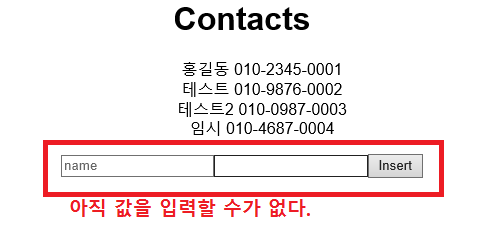 Contacts
홍길동 010-2345-0001
테스트 010-9876-0002
테스트2 010-0987-0003
임시 010-4687-0004
name Insert
아직 값을 입력할 수가 없다.